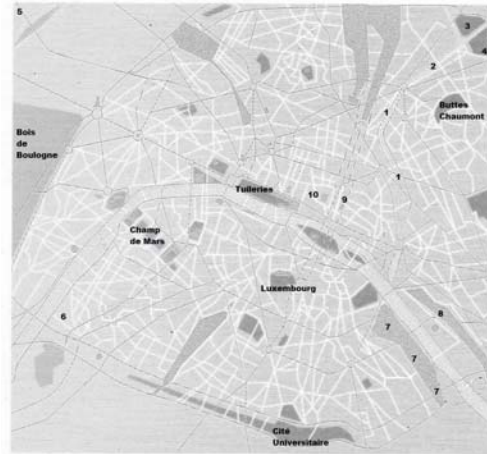 5
3
4
2
Buttes
Chaumont
1
Bois
de
Boulogne
1
Tuileries
10
9
Champ
de Mars
Luxembourg
6
8
7
7
7
Cité
Universitaire